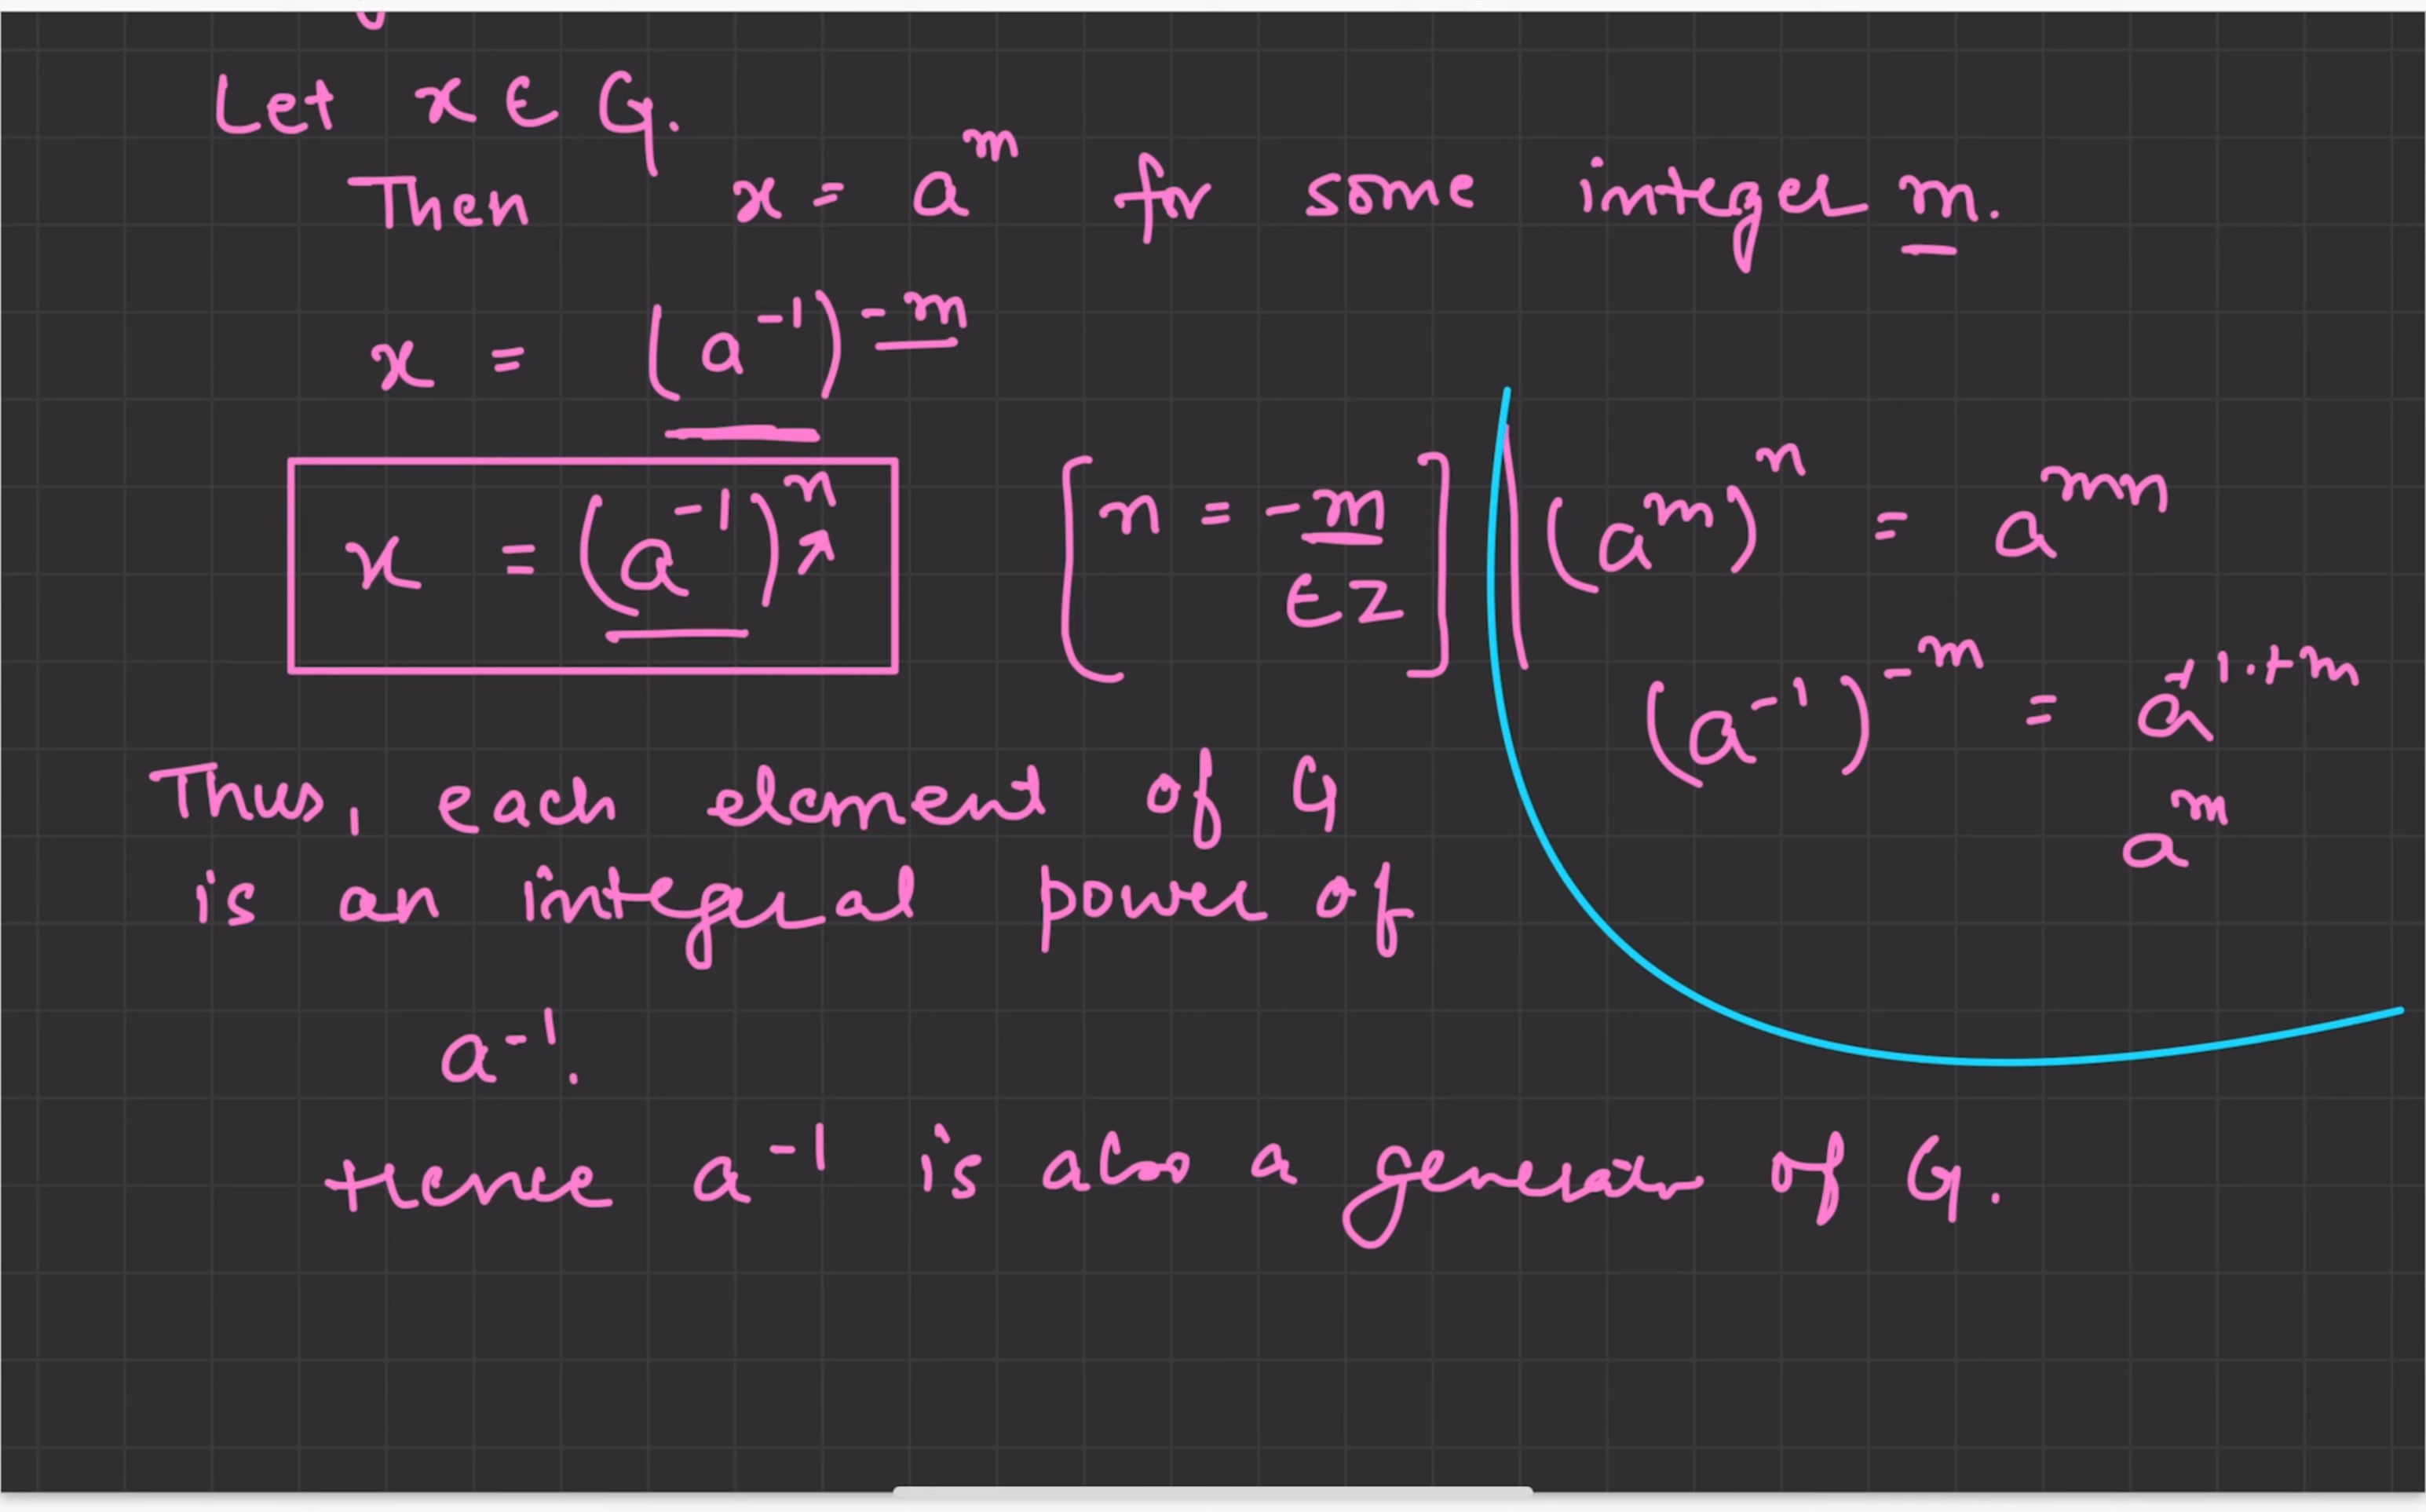 Let x ∈ G.
Then x = a^m for some integer m.
x = (a^-1)^-m
x = (a^-1)^n [n = -m ∈ Z]
(a^m)^n = a^mn
(a^-1)^-m = a^+1.+m
a^m
Thus, each element of G
is an integeral power of
a^-1.
Hence a^-1 is also a generator of G.